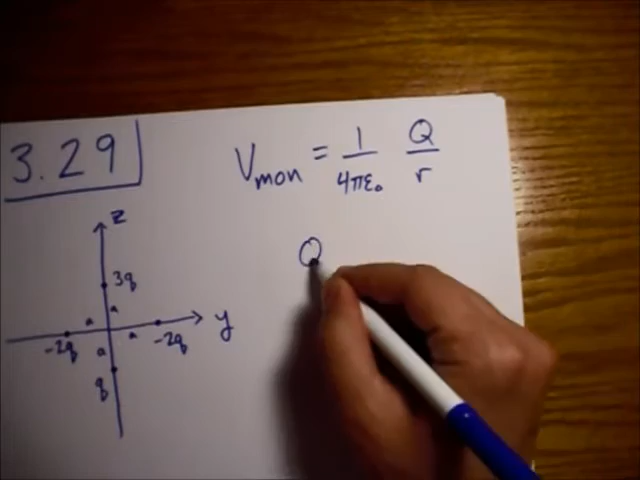 3.29
V_mon = 1/4πε₀ Q/r
Q
z
3q
a
a
y
a
-2q
-2q
a
q